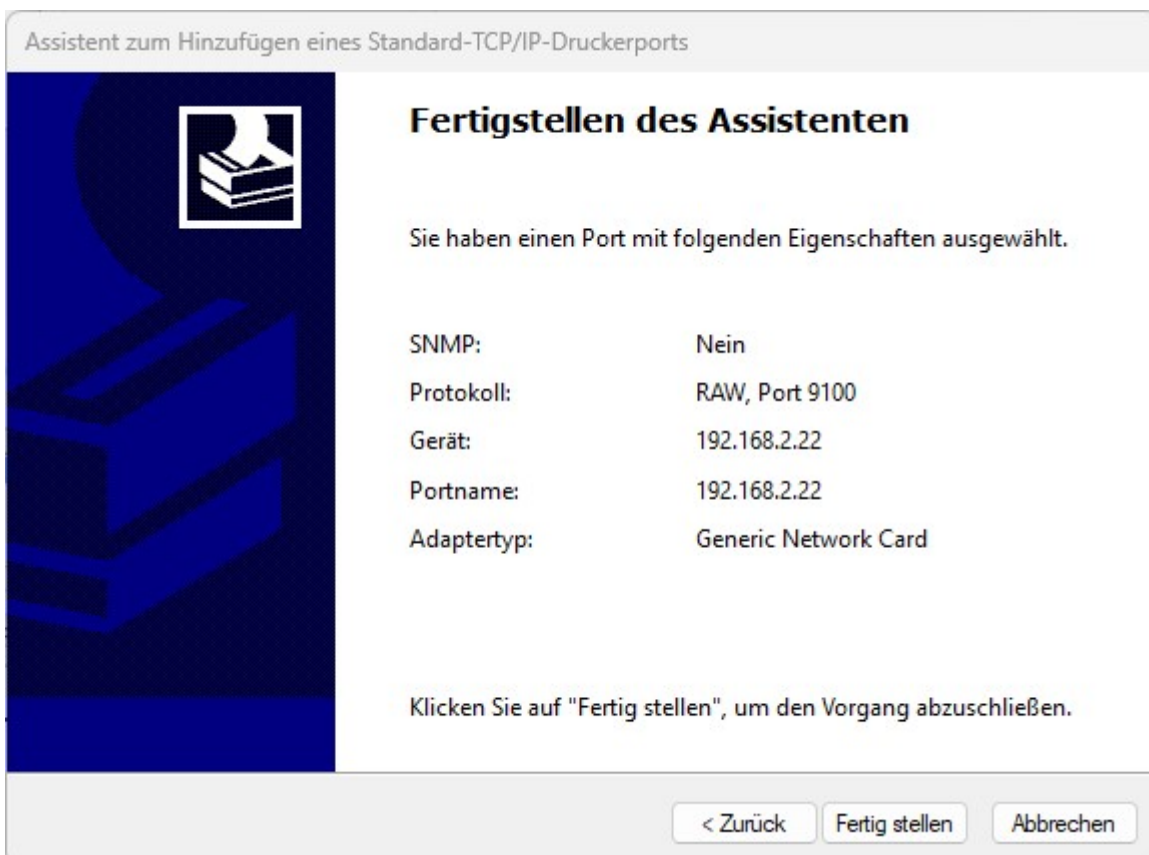 Assistent zum Hinzufügen eines Standard-TCP/IP-Druckerports
Fertigstellen des Assistenten
Sie haben einen Port mit folgenden Eigenschaften ausgewählt.
SNMP: Nein
Protokoll: RAW, Port 9100
Gerät: 192.168.2.22
Portname: 192.168.2.22
Adaptertyp: Generic Network Card
Klicken Sie auf "Fertig stellen", um den Vorgang abzuschließen.
< Zurück Fertig stellen Abbrechen